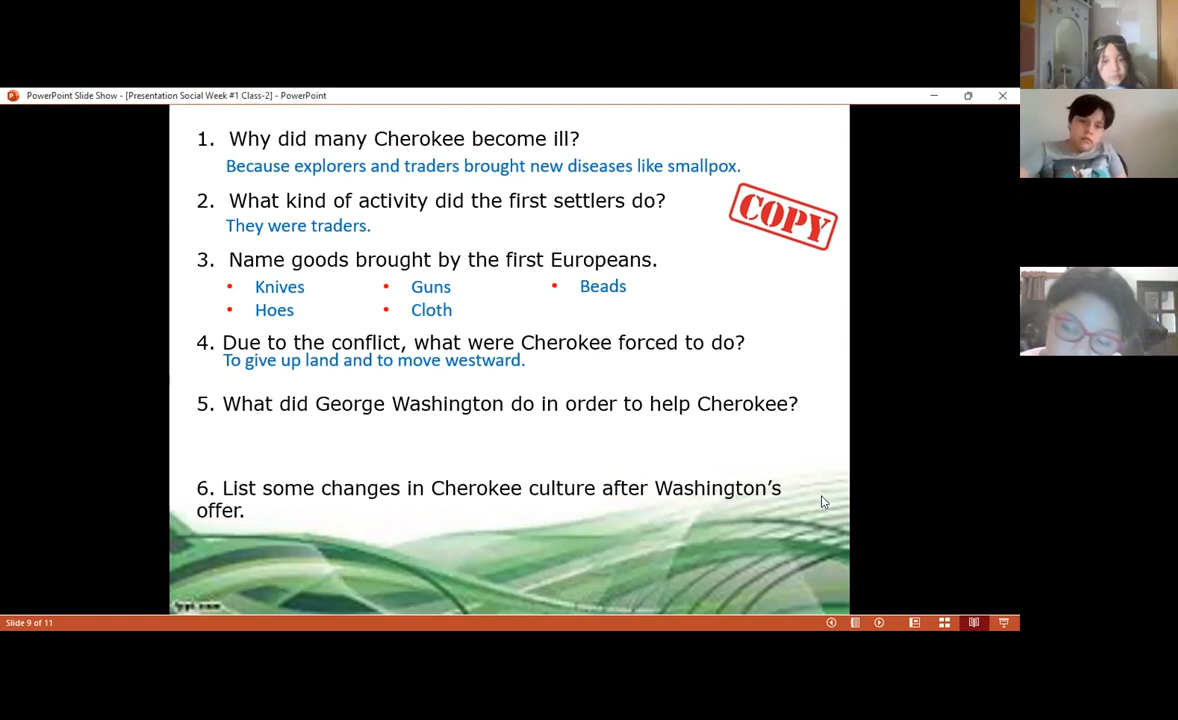 PowerPoint Slide Show - [Presentation Social Week #1 Class-2] - PowerPoint
1. Why did many Cherokee become ill?
Because explorers and traders brought new diseases like smallpox.
2. What kind of activity did the first settlers do?
COPY
They were traders.
3. Name goods brought by the first Europeans.
• Knives • Guns • Beads
• Hoes • Cloth
4. Due to the conflict, what were Cherokee forced to do?
To give up land and to move westward.
5. What did George Washington do in order to help Cherokee?
6. List some changes in Cherokee culture after Washington's
offer.
Slide 9 of 11